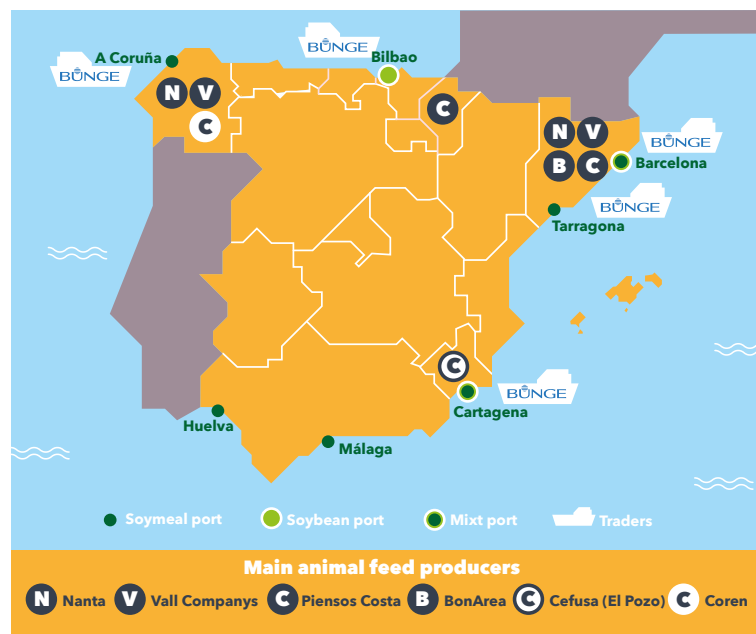 A Coruña
BUNGE
BUNGE
Bilbao
N
V
C
C
N
V
B
C
BUNGE
Barcelona
BUNGE
Tarragona
C
BUNGE
Cartagena
Huelva
Málaga
Soymeal port
Soybean port
Mixt port
Traders
Main animal feed producers
N Nanta V Vall Companys C Piensos Costa B BonArea C Cefusa (El Pozo) C Coren